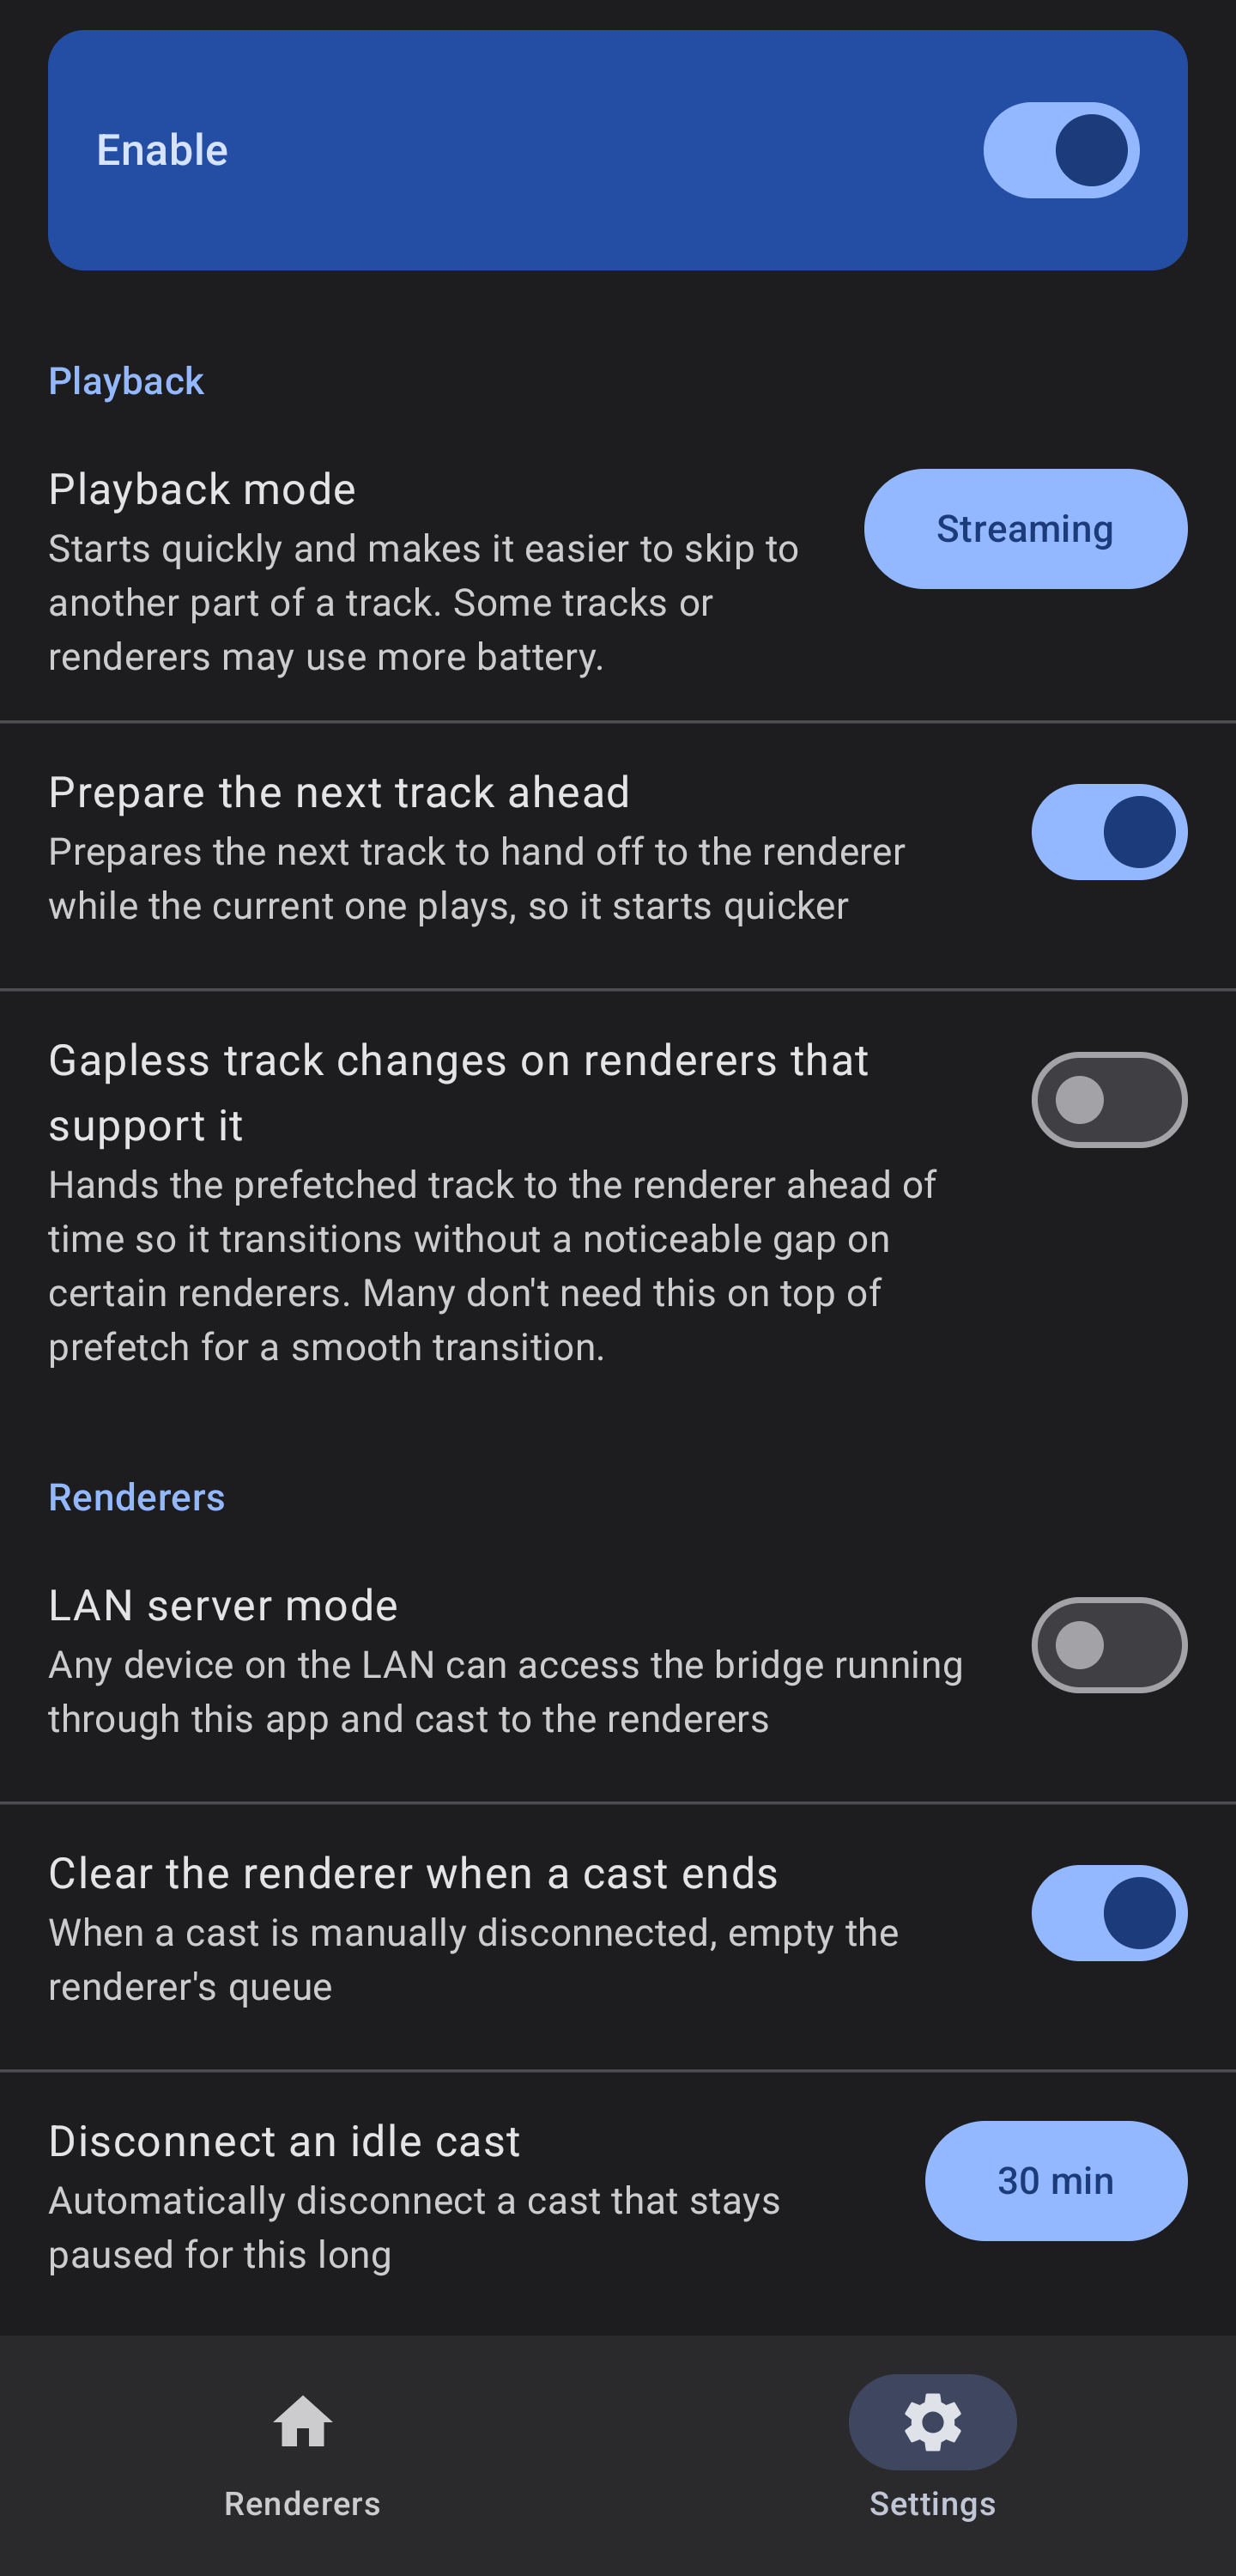 Enable
Playback
Playback mode
Starts quickly and makes it easier to skip to
another part of a track. Some tracks or
renderers may use more battery.
Streaming
Prepare the next track ahead
Prepares the next track to hand off to the renderer
while the current one plays, so it starts quicker
Gapless track changes on renderers that
support it
Hands the prefetched track to the renderer ahead of
time so it transitions without a noticeable gap on
certain renderers. Many don't need this on top of
prefetch for a smooth transition.
Renderers
LAN server mode
Any device on the LAN can access the bridge running
through this app and cast to the renderers
Clear the renderer when a cast ends
When a cast is manually disconnected, empty the
renderer's queue
Disconnect an idle cast
Automatically disconnect a cast that stays
paused for this long
30 min
Renderers
Settings